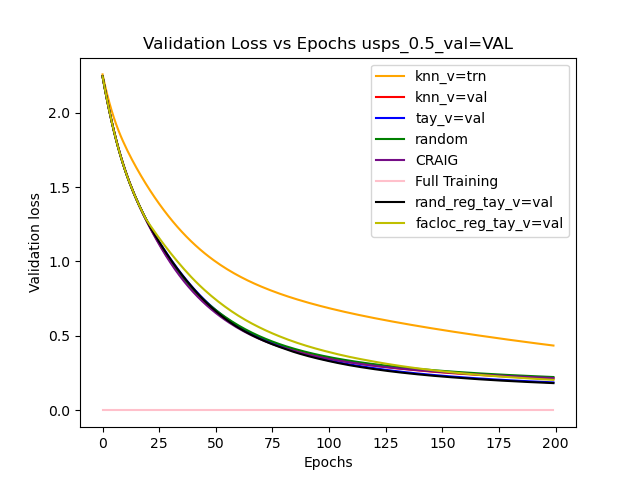 Validation Loss vs Epochs usps_0.5_val=VAL
knn_v=trn
knn_v=val
tay_v=val
random
CRAIG
Full Training
rand_reg_tay_v=val
facloc_reg_tay_v=val
Validation loss
2.0
1.5
1.0
0.5
0.0
0 25 50 75 100 125 150 175 200
Epochs